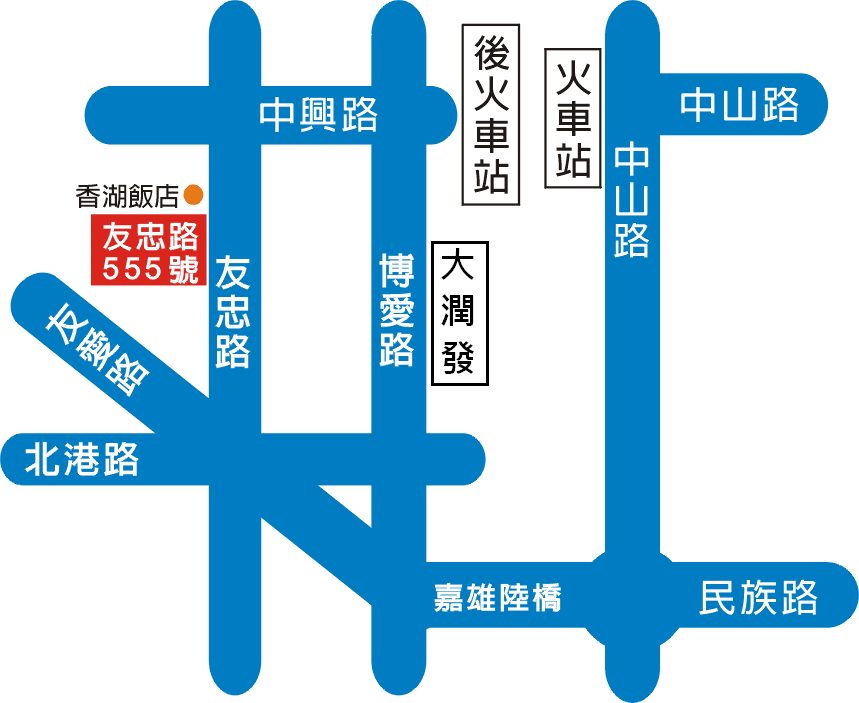 後火車站
火車站
中山路
中興路
中山路
香湖飯店
友忠路
555號
友忠路
博愛路
大潤發
友愛路
北港路
嘉雄陸橋
民族路